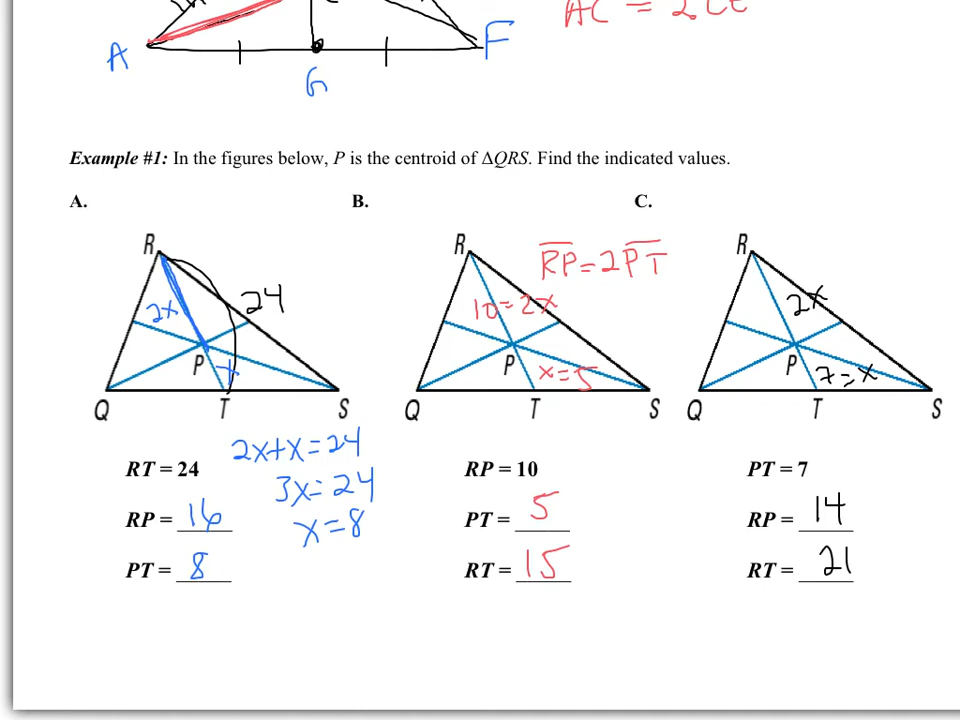 AC = 2CE
A
F
G
Example #1: In the figures below, P is the centroid of ΔQRS. Find the indicated values.
A.
B.
C.
R
24
2x
P
x
Q
T
S
2x+x=24
3x=24
x=8
RT = 24
RP = 16
PT = 8
R
RP=2PT
10=2x
P
x=5
Q
T
S
RP = 10
PT = 5
RT = 15
R
2x
P
7=x
Q
T
S
PT = 7
RP = 14
RT = 21